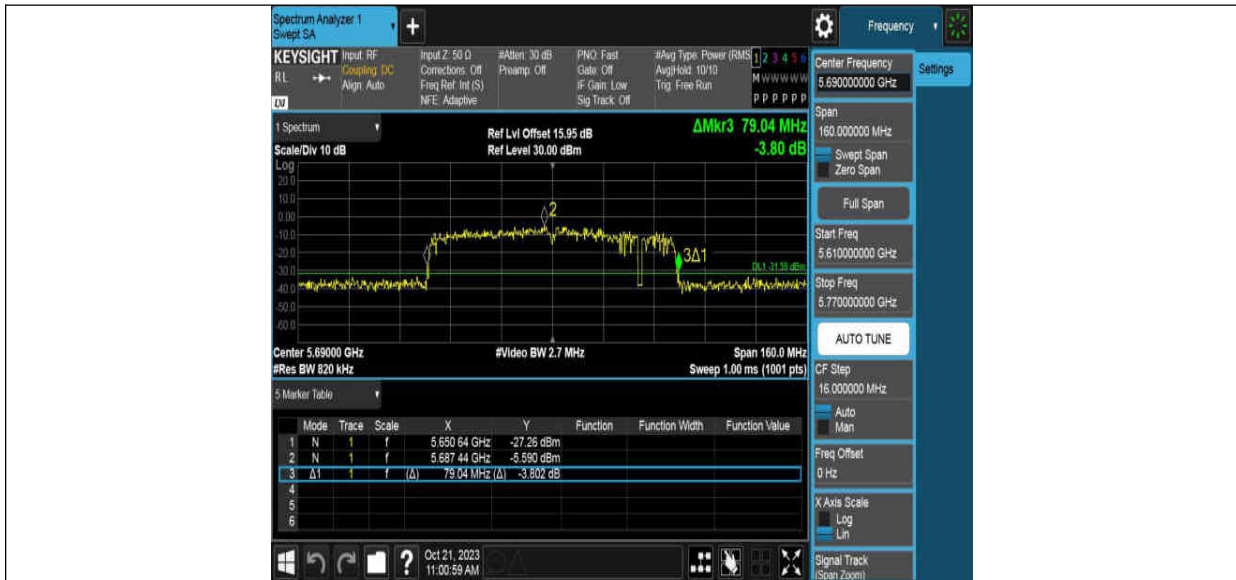 Spectrum Analyzer 1
Swept SA
+
Frequency
KEYSIGHT
RL
LXI
Input: RF
Coupling: DC
Align: Auto
Input Z: 50 Ω
Corrections: Off
Freq Ref: Int (S)
NFE: Adaptive
#Atten: 30 dB
Preamp: Off
PNO: Fast
Gate: Off
IF Gain: Low
Sig Track: Off
#Avg Type: Power (RMS
Avg|Hold: 10/10
Trig: Free Run
1 2 3 4 5 6
M W W W W W
P P P P P P
Center Frequency
5.690000000 GHz
Settings
1 Spectrum
Scale/Div 10 dB
Ref Lvl Offset 15.95 dB
Ref Level 30.00 dBm
ΔMkr3 79.04 MHz
-3.80 dB
Log
20.0
10.0
0.00
-10.0
-20.0
-30.0
-40.0
-50.0
-60.0
2
3Δ1
Center 5.69000 GHz
#Res BW 820 kHz
#Video BW 2.7 MHz
Span 160.0 MHz
Sweep 1.00 ms (1001 pts)
Span
160.000000 MHz
Swept Span
Zero Span
Full Span
Start Freq
5.610000000 GHz
Stop Freq
5.770000000 GHz
AUTO TUNE
CF Step
16.000000 MHz
Auto
Man
Freq Offset
0 Hz
X Axis Scale
Log
Lin
Signal Track
(Span Zoom)
5 Marker Table
Mode Trace Scale X Y Function Function Width Function Value
1 N 1 f 5.650 64 GHz -27.26 dBm
2 N 1 f 5.687 44 GHz -5.590 dBm
3 Δ1 1 f (Δ) 79.04 MHz (Δ) -3.802 dB
4
5
6
?
Oct 21, 2023
11:00:59 AM